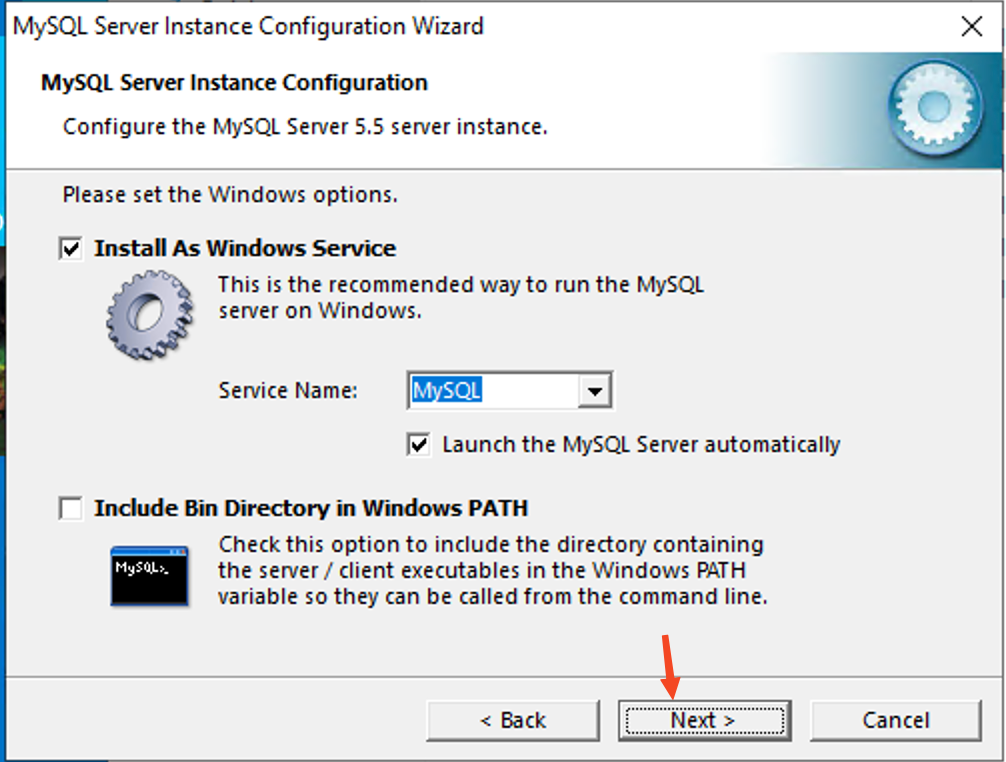 MySQL Server Instance Configuration Wizard
MySQL Server Instance Configuration
Configure the MySQL Server 5.5 server instance.
Please set the Windows options.
Install As Windows Service
This is the recommended way to run the MySQL
server on Windows.
Service Name: MySQL
Launch the MySQL Server automatically
Include Bin Directory in Windows PATH
MySQL>_
Check this option to include the directory containing
the server / client executables in the Windows PATH
variable so they can be called from the command line.
< Back Next > Cancel